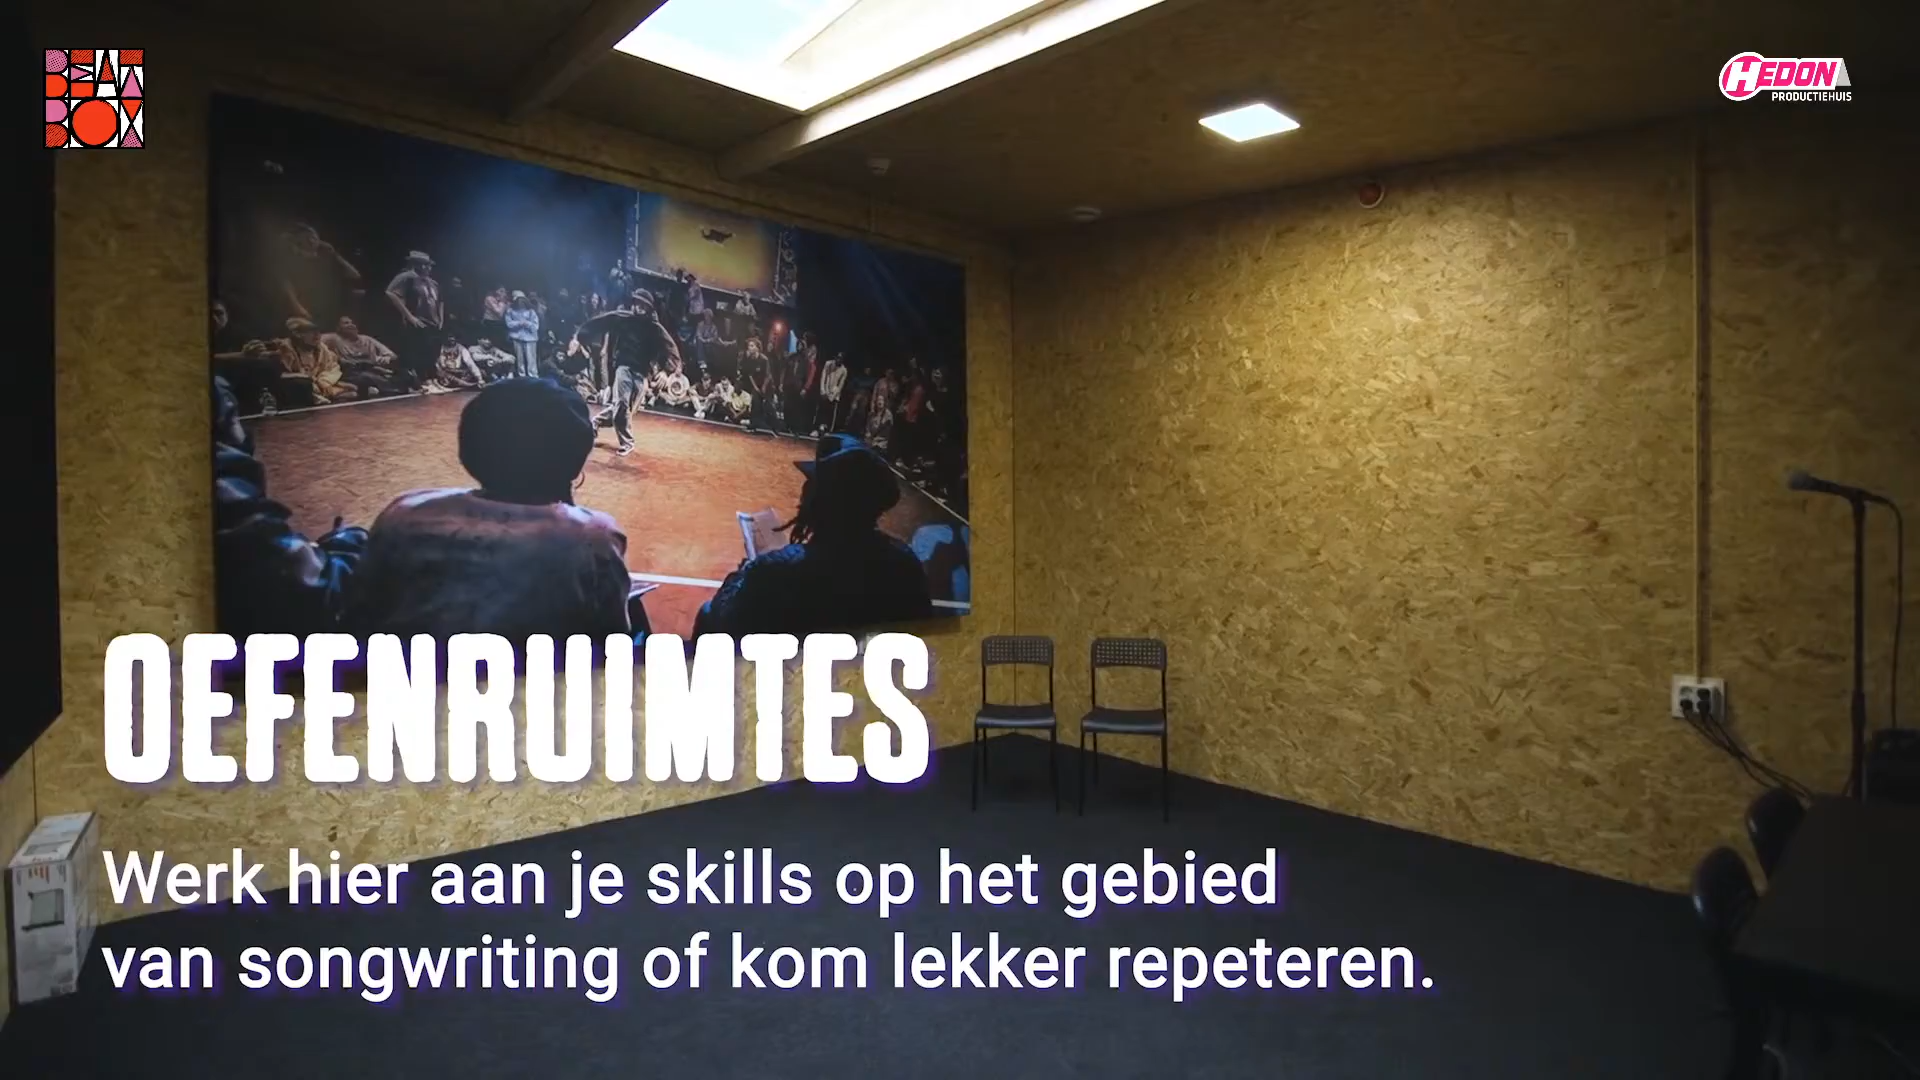 BEAT
BOX
HEDON
PRODUCTIEHUIS
OEFENRUIMTES
Werk hier aan je skills op het gebied
van songwriting of kom lekker repeteren.